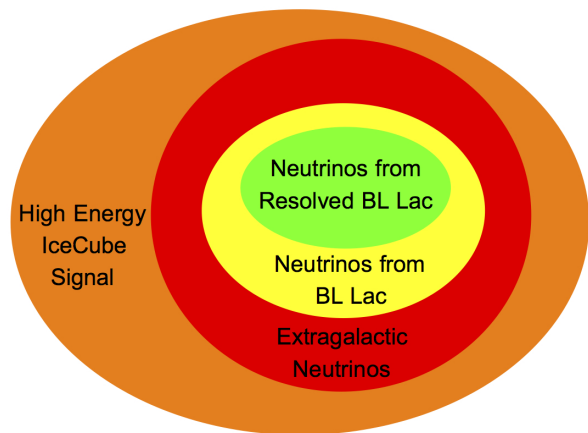 Neutrinos from
Resolved BL Lac
High Energy
IceCube
Signal
Neutrinos from
BL Lac
Extragalactic
Neutrinos